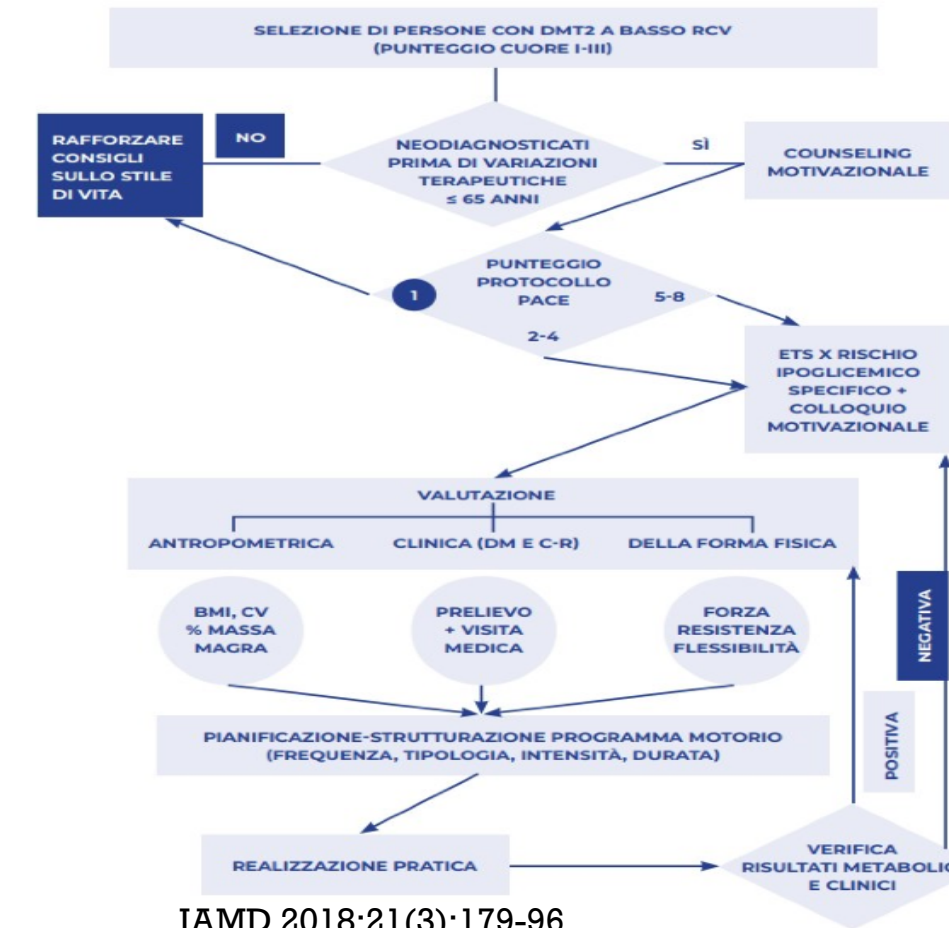 SELEZIONE DI PERSONE CON DMT2 A BASSO RCV
(PUNTEGGIO CUORE I-III)
RAFFORZARE
CONSIGLI
SULLO STILE
DI VITA
NO
NEODIAGNOSTICATI
PRIMA DI VARIAZIONI
TERAPEUTICHE
≤ 65 ANNI
SÌ
COUNSELING
MOTIVAZIONALE
PUNTEGGIO
PROTOCOLLO
PACE
1
5-8
2-4
ETS X RISCHIO
IPOGLICEMICO
SPECIFICO +
COLLOQUIO
MOTIVAZIONALE
VALUTAZIONE
ANTROPOMETRICA
CLINICA (DM E C-R)
DELLA FORMA FISICA
BMI, CV
% MASSA
MAGRA
PRELIEVO
+ VISITA
MEDICA
FORZA
RESISTENZA
FLESSIBILITÀ
NEGATIVA
POSITIVA
PIANIFICAZIONE-STRUTTURAZIONE PROGRAMMA MOTORIO
(FREQUENZA, TIPOLOGIA, INTENSITÀ, DURATA)
REALIZZAZIONE PRATICA
VERIFICA
RISULTATI METABOLIC
E CLINICI
JAMD 2018;21(3):179-96